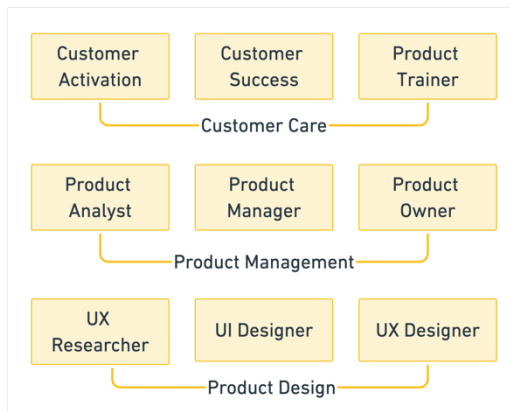 Customer
Activation
Customer
Success
Product
Trainer
Customer Care
Product
Analyst
Product
Manager
Product
Owner
Product Management
UX
Researcher
UI Designer
UX Designer
Product Design